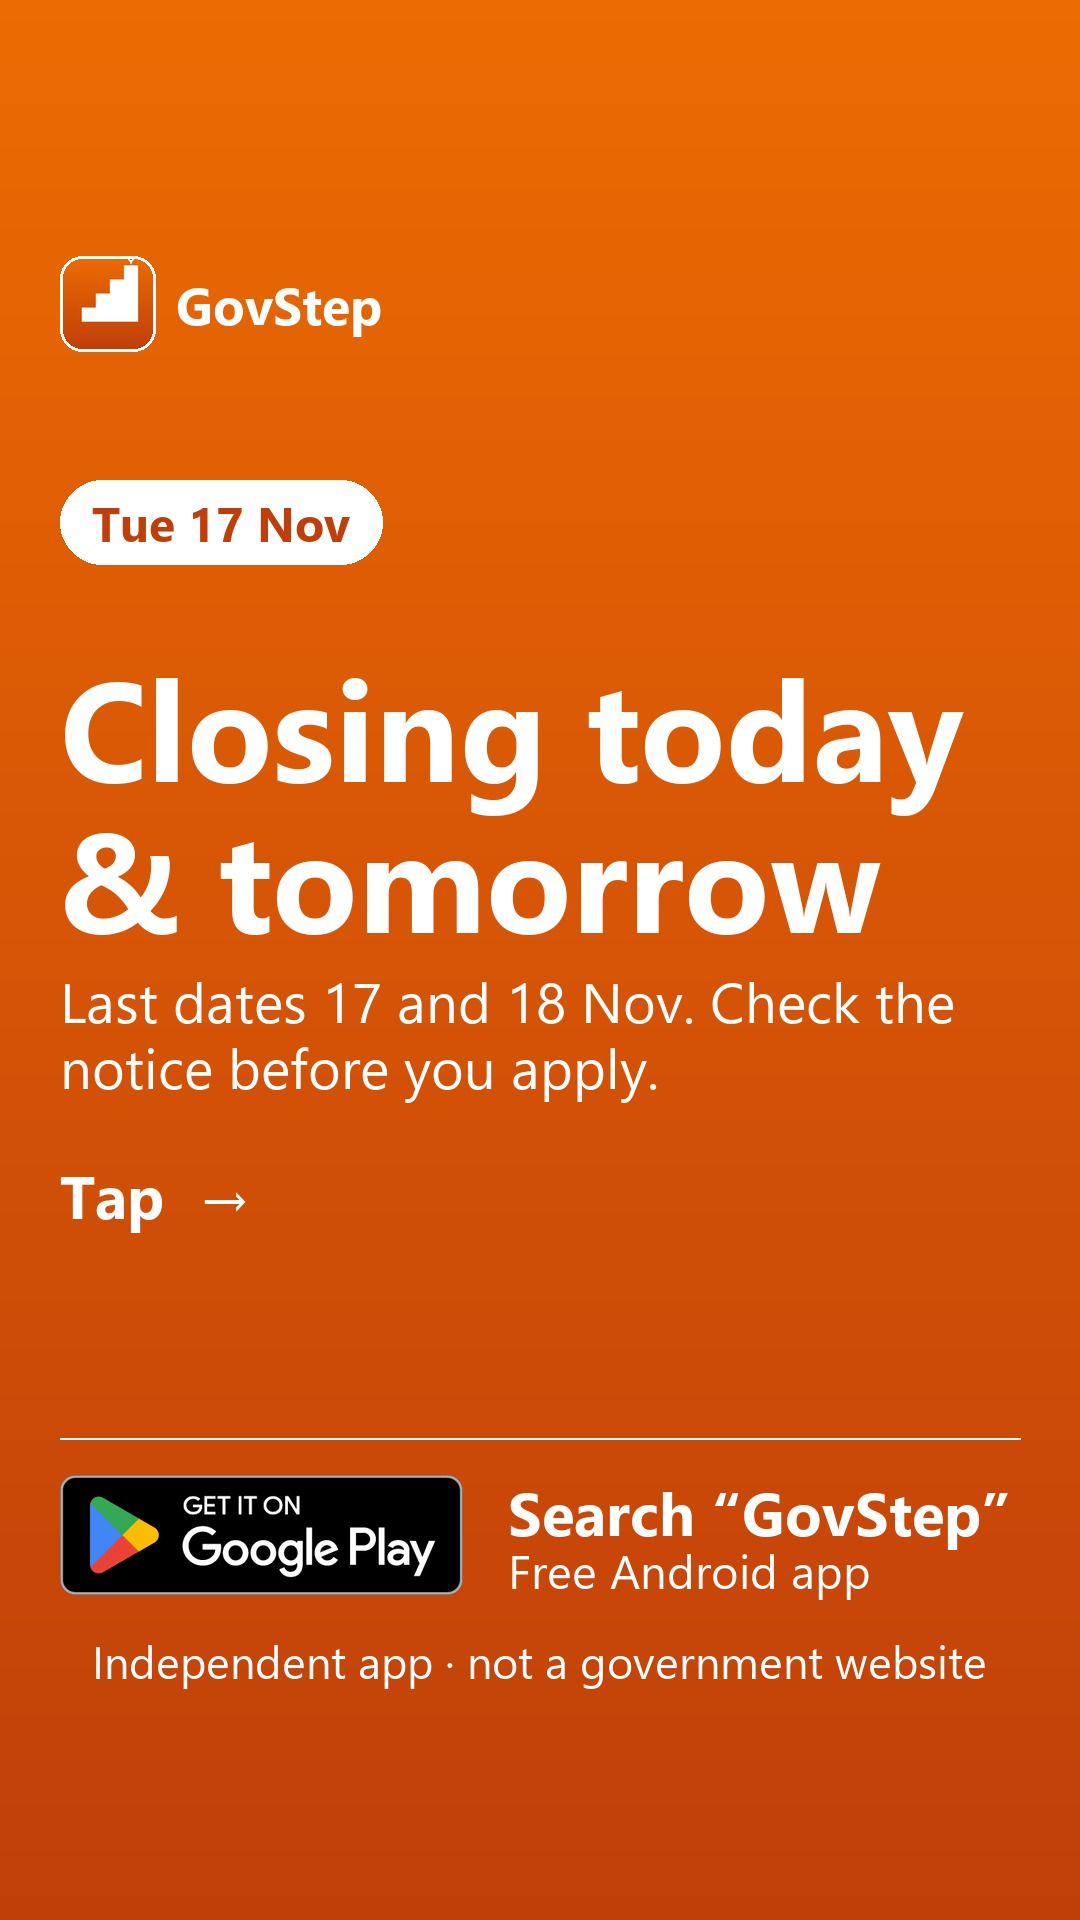 GovStep
Tue 17 Nov
Closing today
& tomorrow
Last dates 17 and 18 Nov. Check the
notice before you apply.
Tap →
GET IT ON
Google Play
Search “GovStep”
Free Android app
Independent app · not a government website